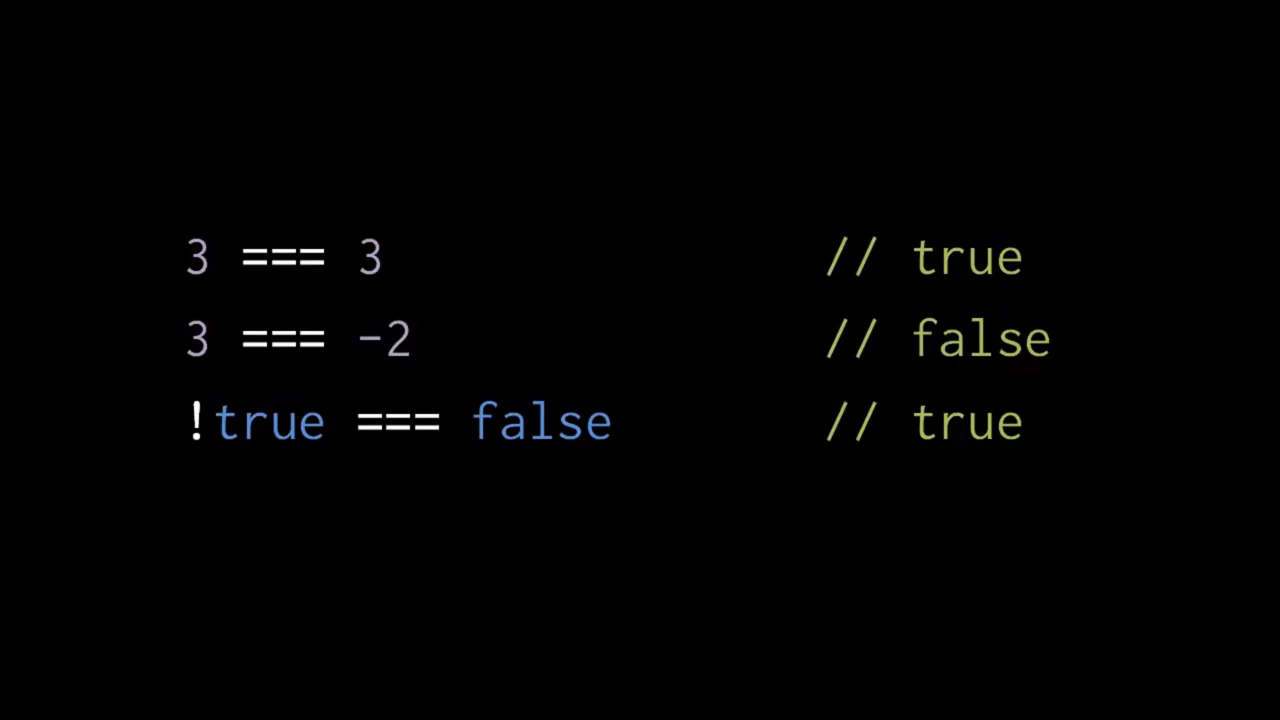 3 === 3 // true
3 === -2 // false
!true === false // true